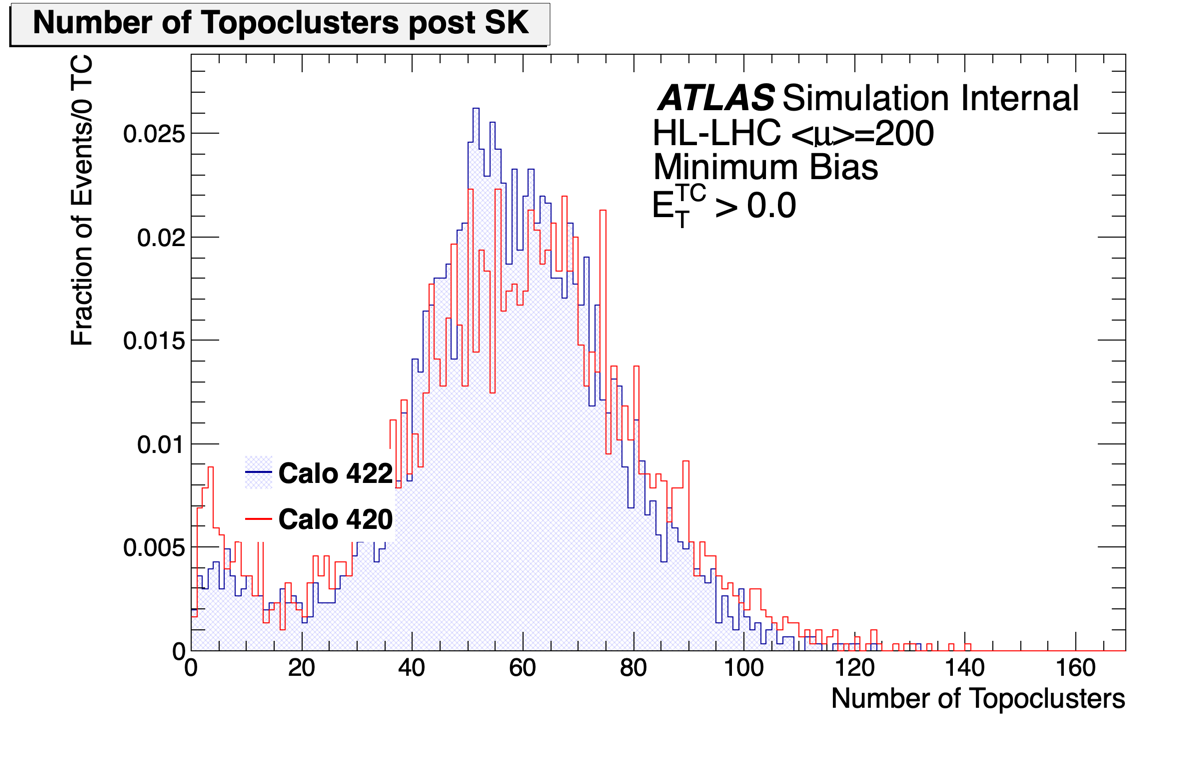 Number of Topoclusters post SK
Fraction of Events/0 TC
ATLAS Simulation Internal
HL-LHC <μ>=200
Minimum Bias
E_T^TC > 0.0
0.025
0.02
0.015
0.01
0.005
0
Calo 422
Calo 420
0 20 40 60 80 100 120 140 160
Number of Topoclusters